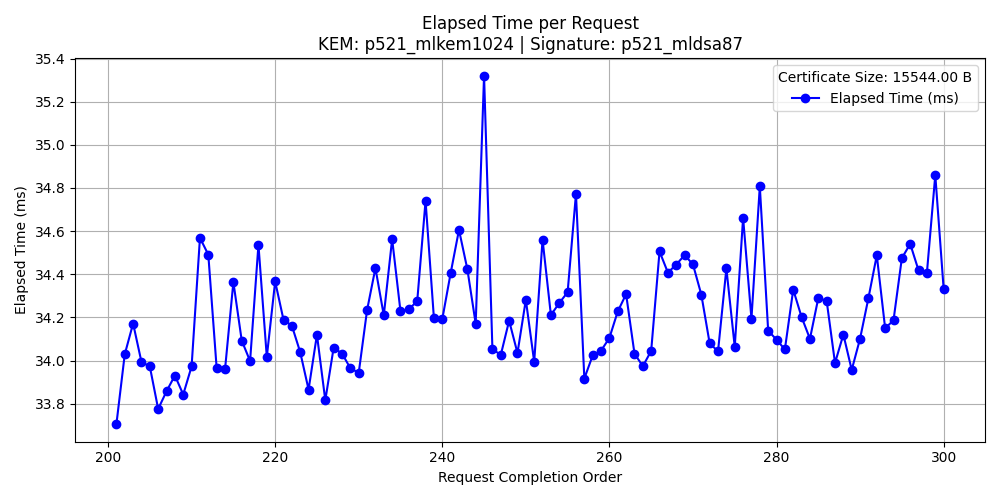 Elapsed Time per Request
KEM: p521_mlkem1024 | Signature: p521_mldsa87
Certificate Size: 15544.00 B
Elapsed Time (ms)
Elapsed Time (ms)
35.4
35.2
35.0
34.8
34.6
34.4
34.2
34.0
33.8
200 220 240 260 280 300
Request Completion Order